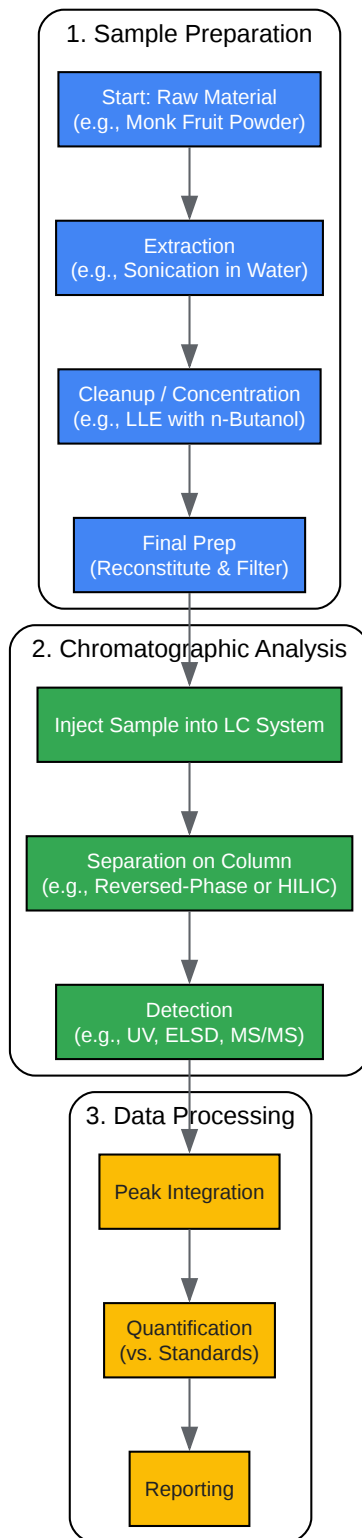 1. Sample Preparation
Start: Raw Material
(e.g., Monk Fruit Powder)
Extraction
(e.g., Sonication in Water)
Cleanup / Concentration
(e.g., LLE with n-Butanol)
Final Prep
(Reconstitute & Filter)
2. Chromatographic Analysis
Inject Sample into LC System
Separation on Column
(e.g., Reversed-Phase or HILIC)
Detection
(e.g., UV, ELSD, MS/MS)
3. Data Processing
Peak Integration
Quantification
(vs. Standards)
Reporting